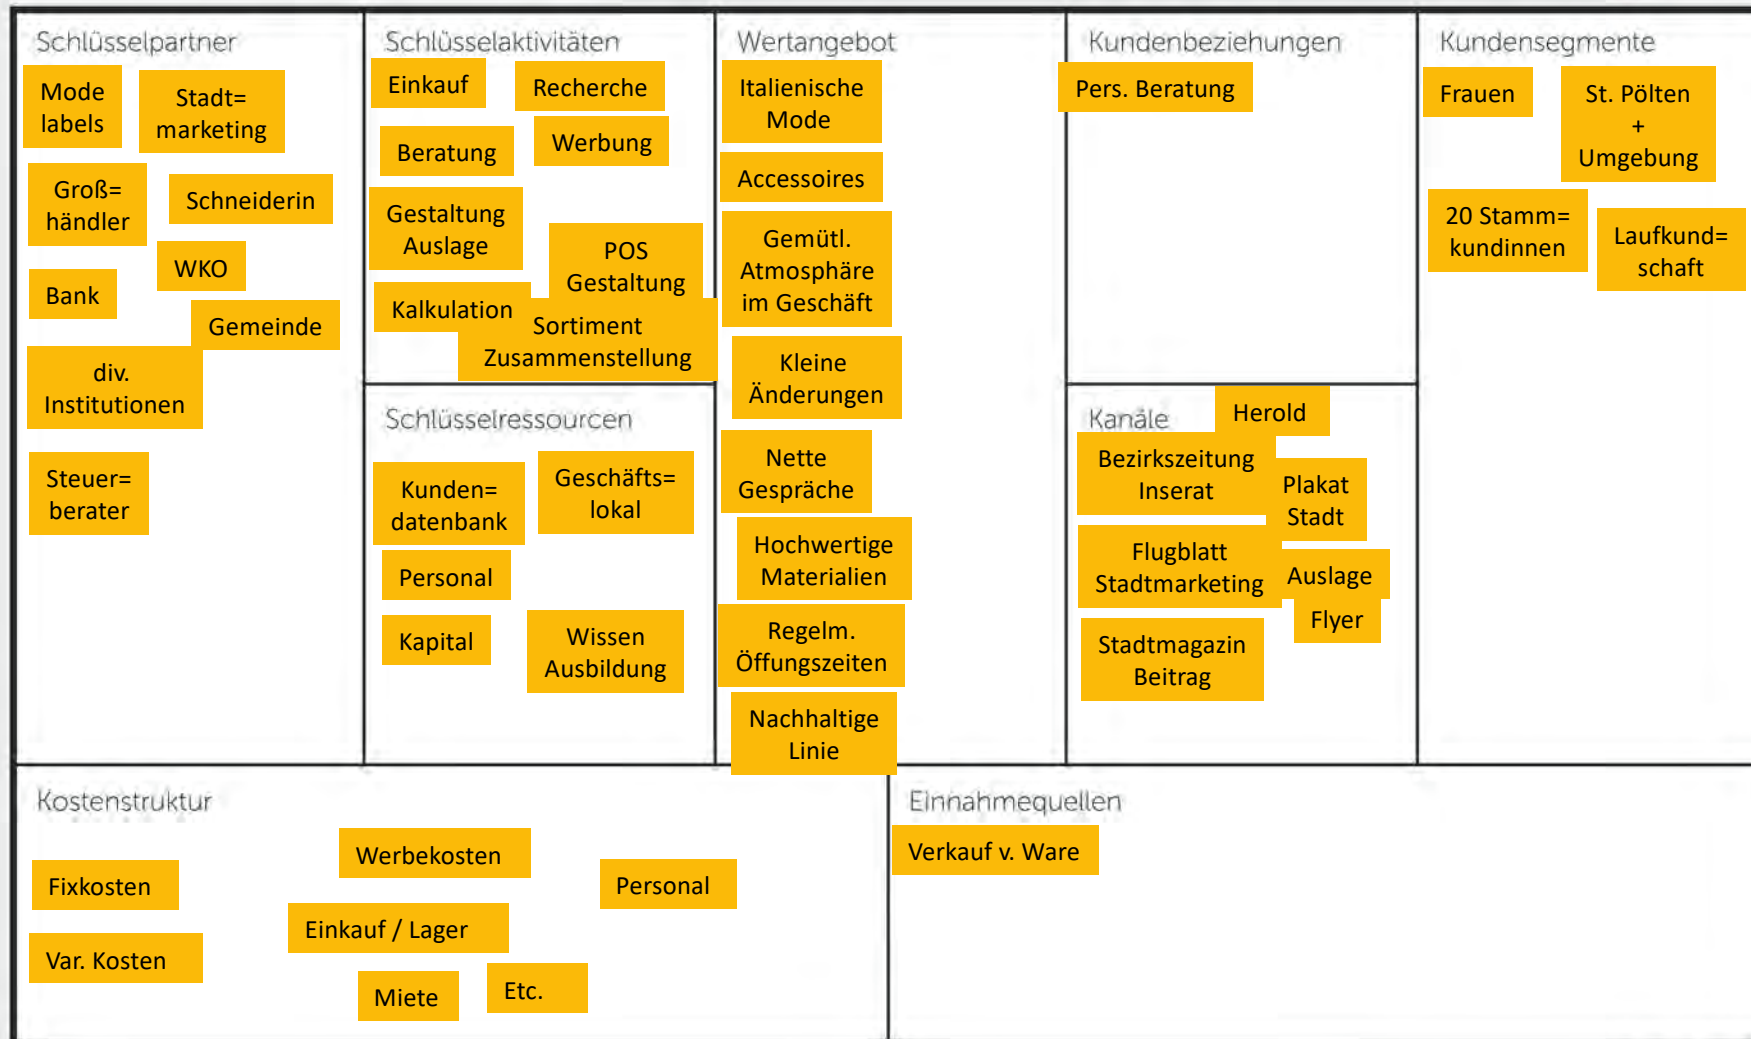 Schlüsselpartner
Mode
labels
Stadt=
marketing
Groß=
händler
Schneiderin
WKO
Bank
Gemeinde
div.
Institutionen
Steuer=
berater
Schlüsselaktivitäten
Einkauf
Recherche
Beratung
Werbung
Gestaltung
Auslage
POS
Gestaltung
Kalkulation
Sortiment
Zusammenstellung
Schlüsselressourcen
Kunden=
datenbank
Geschäfts=
lokal
Personal
Kapital
Wissen
Ausbildung
Wertangebot
Italienische
Mode
Accessoires
Gemütl.
Atmosphäre
im Geschäft
Kleine
Änderungen
Nette
Gespräche
Hochwertige
Materialien
Regelm.
Öffungszeiten
Nachhaltige
Linie
Kundenbeziehungen
Pers. Beratung
Kanäle
Herold
Bezirkszeitung
Inserat
Plakat
Stadt
Flugblatt
Stadtmarketing
Auslage
Flyer
Stadtmagazin
Beitrag
Kundensegmente
Frauen
St. Pölten
+
Umgebung
20 Stamm=
kundinnen
Laufkund=
schaft
Kostenstruktur
Werbekosten
Fixkosten
Personal
Einkauf / Lager
Var. Kosten
Miete
Etc.
Einnahmequellen
Verkauf v. Ware